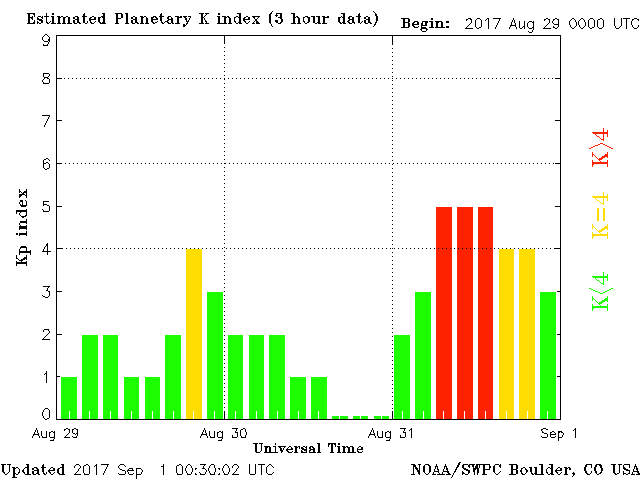 Estimated Planetary K index (3 hour data)
Begin: 2017 Aug 29 0000 UTC
9
8
7
6
5
4
3
2
1
0
Kp index
K>4
K=4
K<4
Aug 29
Aug 30
Aug 31
Sep 1
Universal Time
Updated 2017 Sep 1 00:30:02 UTC
NOAA/SWPC Boulder, CO USA